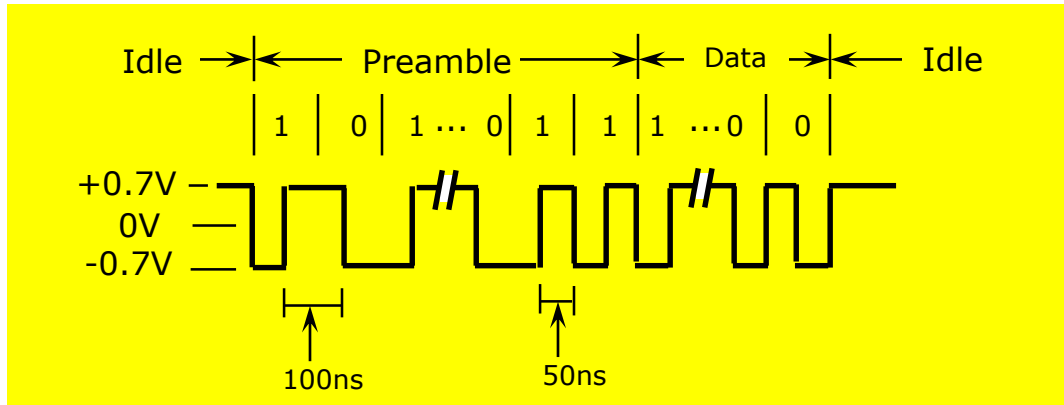 Idle Preamble Data Idle
1 0 1 ... 0 1 1 1 ...0 0
+0.7V
0V
-0.7V
100ns 50ns